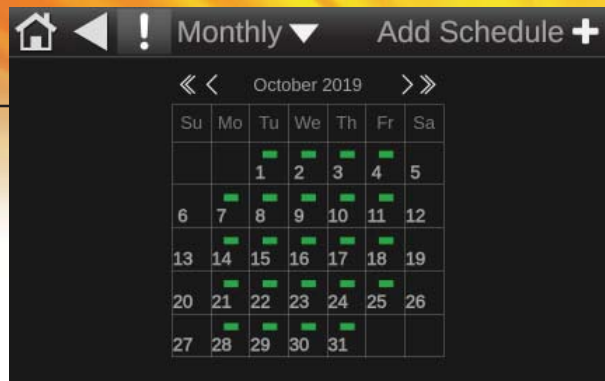 ! Monthly Add Schedule +
October 2019
Su Mo Tu We Th Fr Sa
1 2 3 4 5
6 7 8 9 10 11 12
13 14 15 16 17 18 19
20 21 22 23 24 25 26
27 28 29 30 31